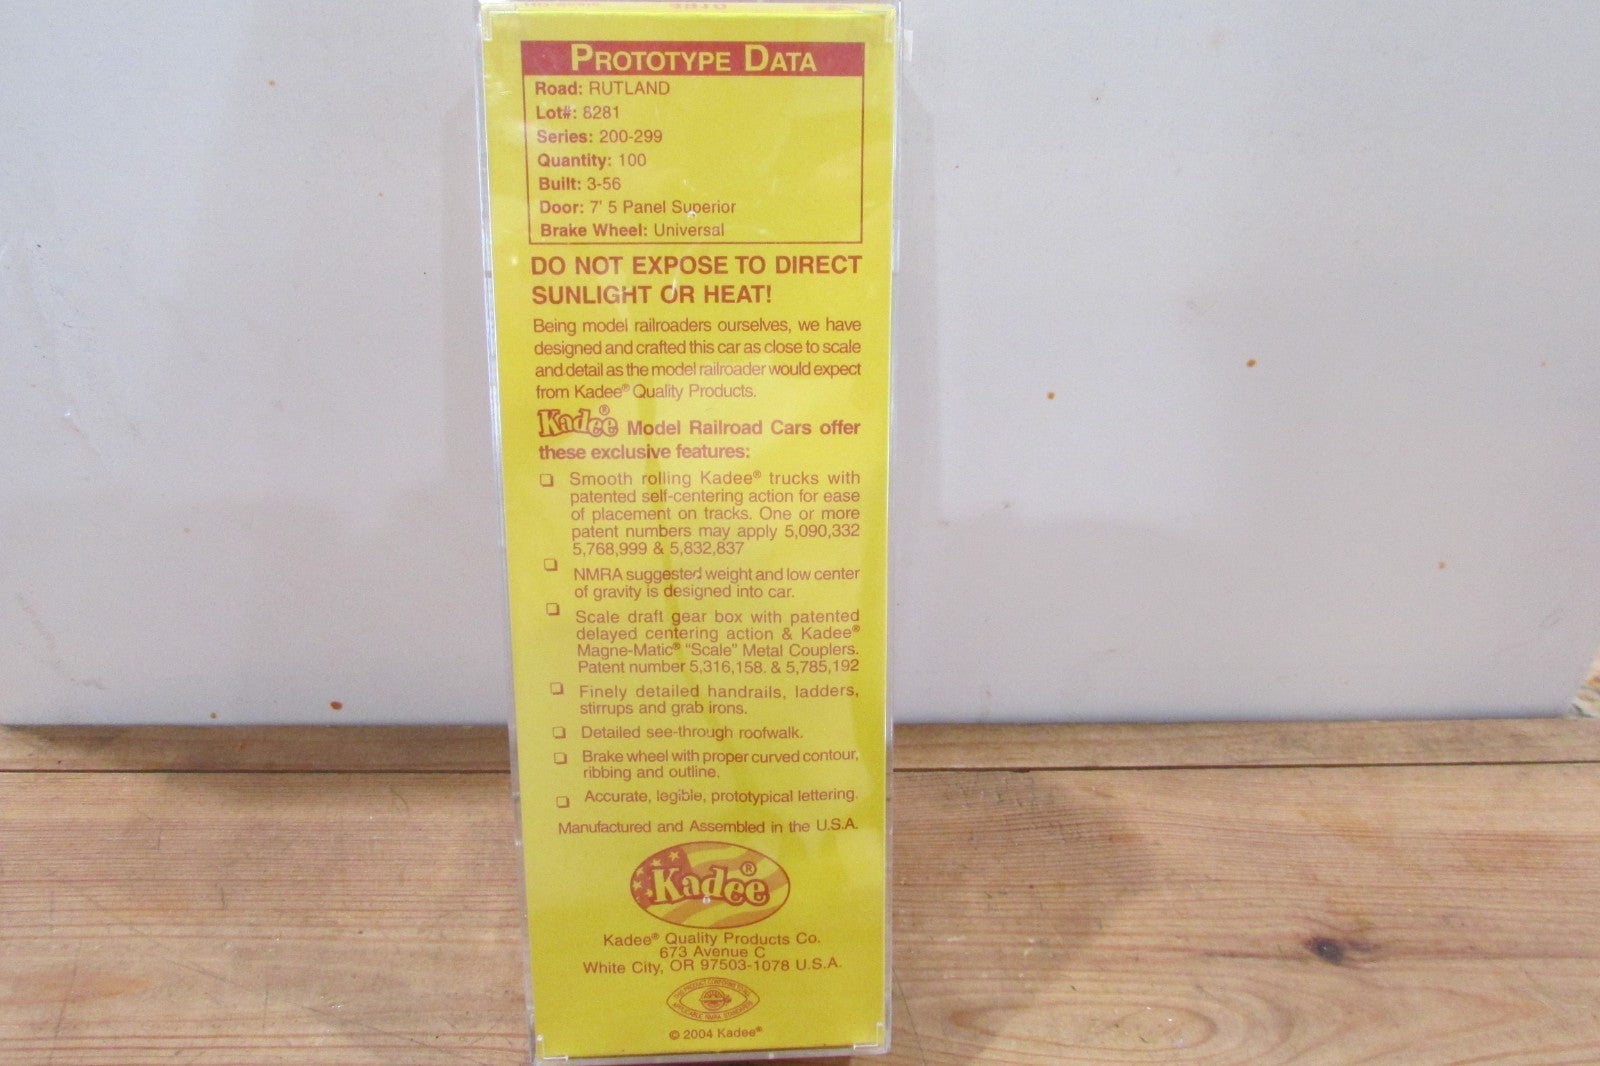 PROTOTYPE DATA
Road: RUTLAND
Lot#: 8281
Series: 200-299
Quantity: 100
Built: 3-56
Door: 7' 5 Panel Superior
Brake Wheel: Universal
DO NOT EXPOSE TO DIRECT
SUNLIGHT OR HEAT!
Being model railroaders ourselves, we have
designed and crafted this car as close to scale
and detail as the model railroader would expect
from Kadee® Quality Products.
Kadee® Model Railroad Cars offer
these exclusive features:
❑ Smooth rolling Kadee® trucks with
patented self-centering action for ease
of placement on tracks. One or more
patent numbers may apply 5,090,332
5,768,999 & 5,832,837
❑ NMRA suggested weight and low center
of gravity is designed into car.
❑ Scale draft gear box with patented
delayed centering action & Kadee®
Magne-Matic® "Scale" Metal Couplers.
Patent number 5,316,158. & 5,785,192
❑ Finely detailed handrails, ladders,
stirrups and grab irons.
❑ Detailed see-through roofwalk.
❑ Brake wheel with proper curved contour,
ribbing and outline.
❑ Accurate, legible, prototypical lettering.
Manufactured and Assembled in the U.S.A.
Kadee®
Kadee® Quality Products Co.
673 Avenue C
White City, OR 97503-1078 U.S.A.
THIS PRODUCT CONFORMS TO ALL
APPLICABLE NMRA STANDARDS
© 2004 Kadee®